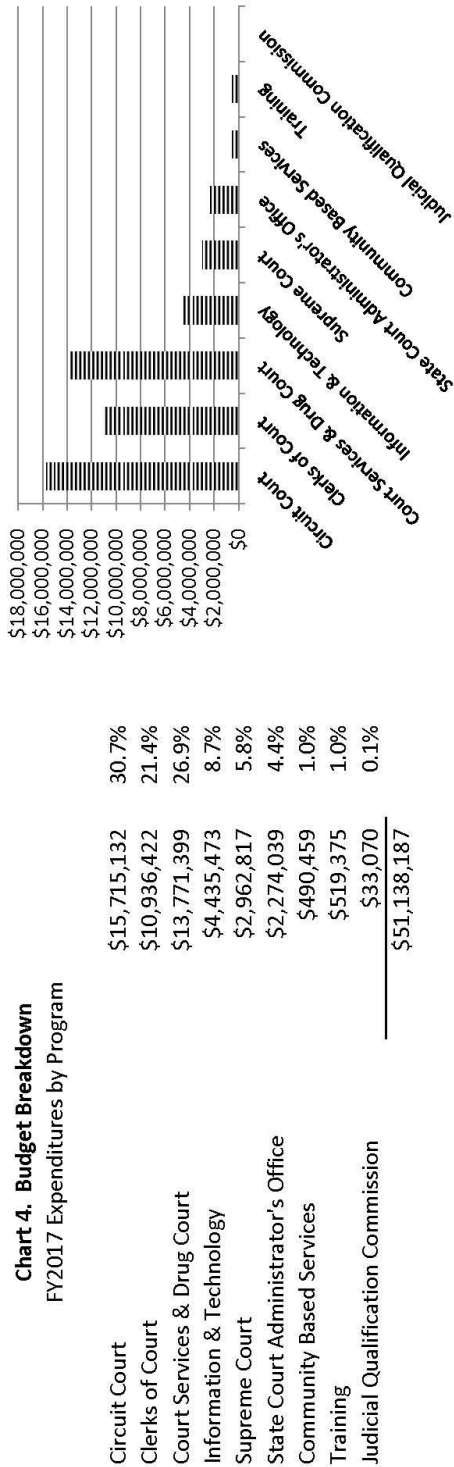 Chart 4. Budget Breakdown
FY2017 Expenditures by Program
Circuit Court $15,715,132 30.7%
Clerks of Court $10,936,422 21.4%
Court Services & Drug Court $13,771,399 26.9%
Information & Technology $4,435,473 8.7%
Supreme Court $2,962,817 5.8%
State Court Administrator's Office $2,274,039 4.4%
Community Based Services $490,459 1.0%
Training $519,375 1.0%
Judicial Qualification Commission $33,070 0.1%
$51,138,187
$18,000,000
$16,000,000
$14,000,000
$12,000,000
$10,000,000
$8,000,000
$6,000,000
$4,000,000
$2,000,000
$0
Circuit Court
Clerks of Court
Court Services & Drug Court
Information & Technology
Supreme Court
State Court Administrator's Office
Community Based Services
Training
Judicial Qualification Commission